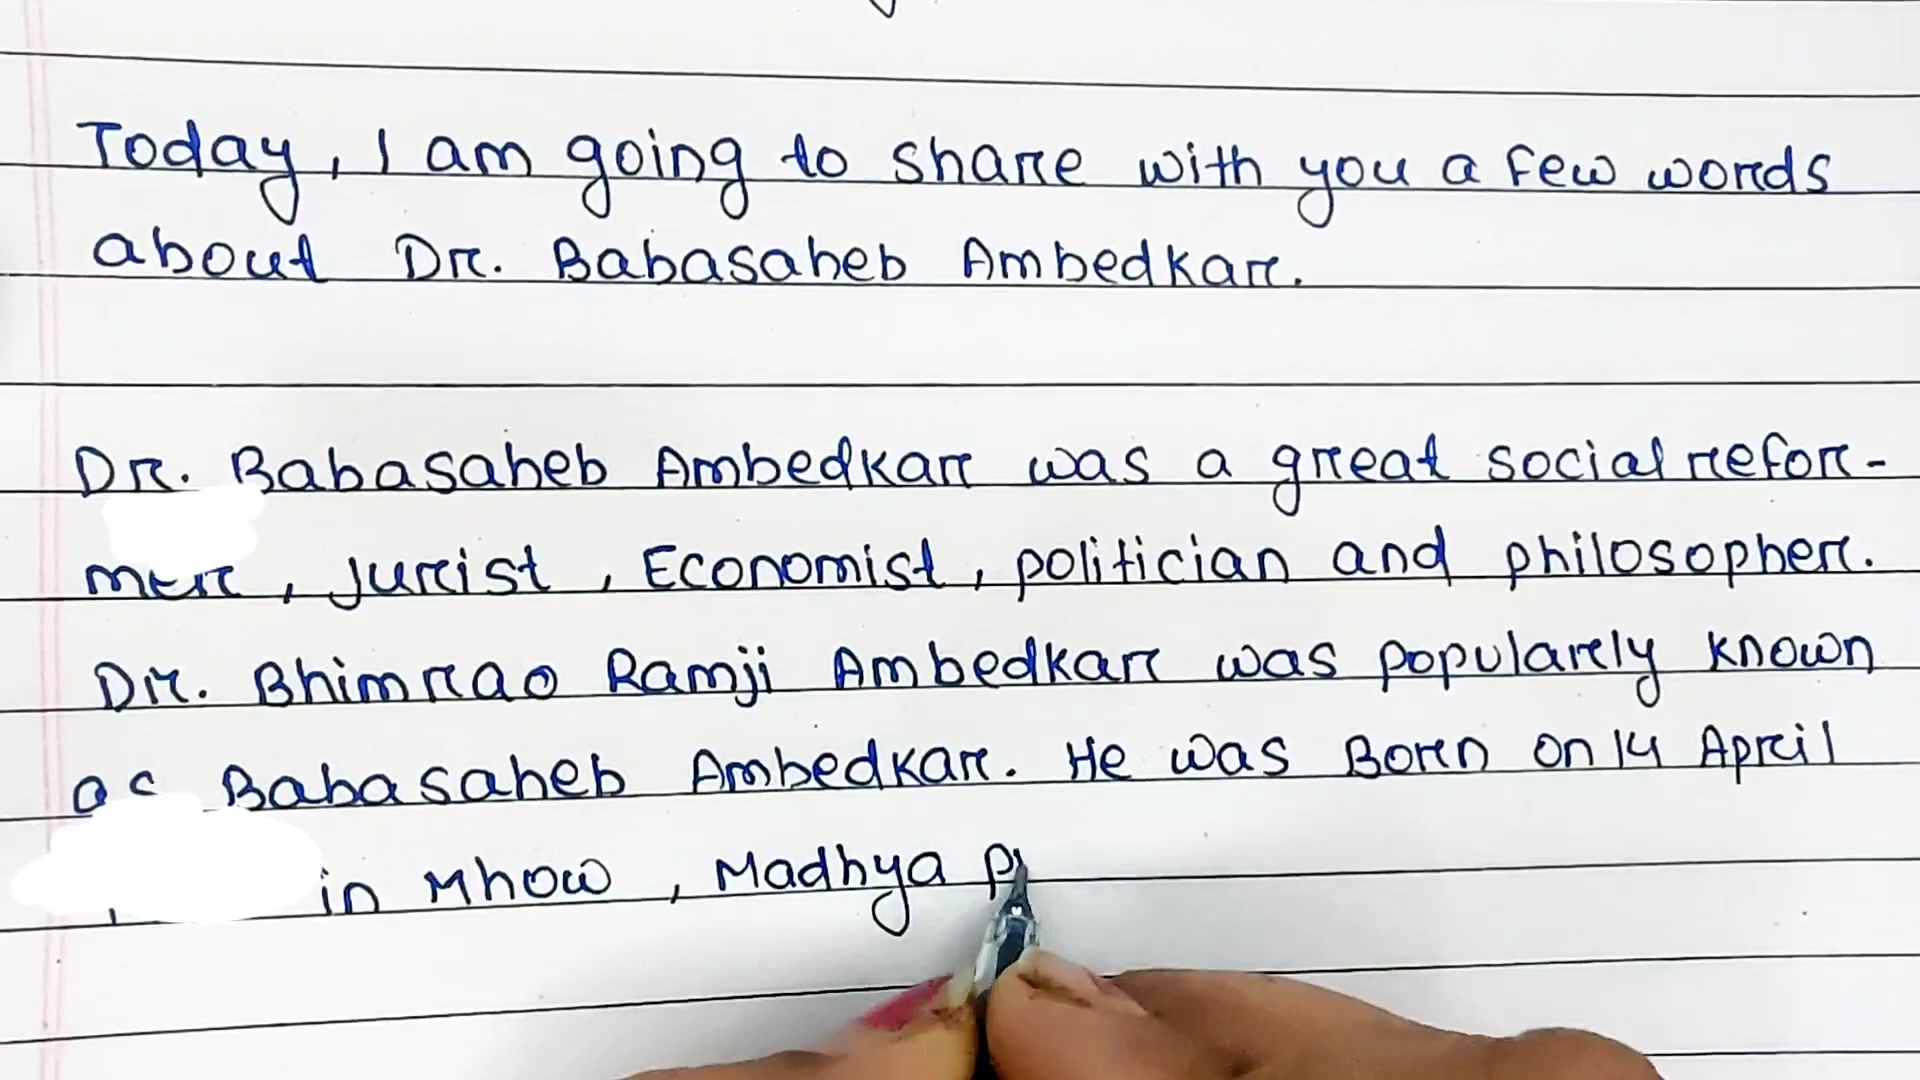 Today, I am going to share with you a few words
about Dr. Babasaheb Ambedkar.
Dr. Babasaheb Ambedkar was a great social refor-
mer, jurist, Economist, politician and philosopher.
Dr. Bhimrao Ramji Ambedkar was popularly known
as Babasaheb Ambedkar. He was Born on 14 April
in Mhow, Madhya